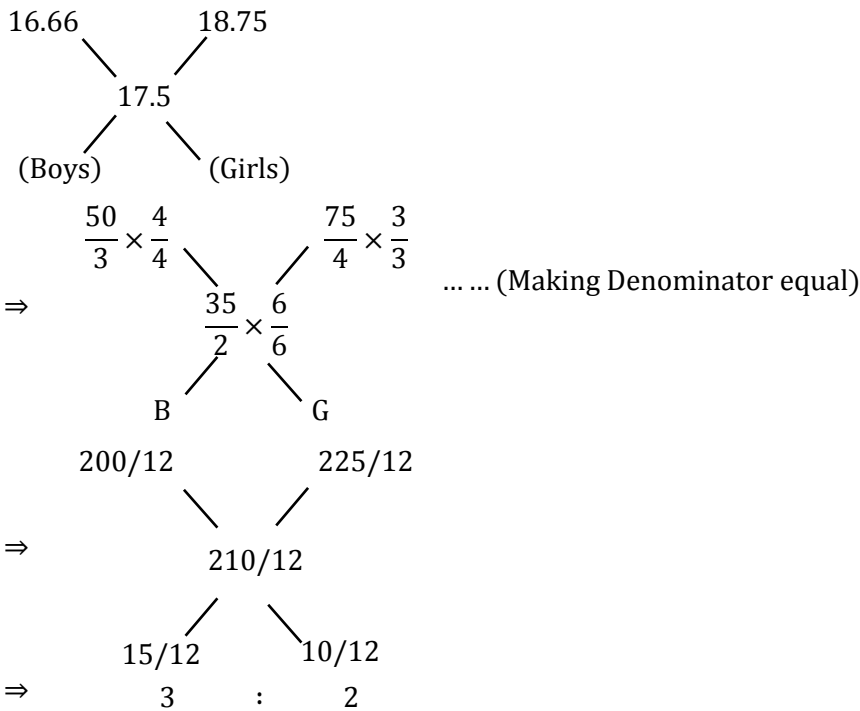 16.66 18.75
17.5
(Boys) (Girls)
50/3 × 4/4 75/4 × 3/3
⇒ 35/2 × 6/6 … … (Making Denominator equal)
B G
200/12 225/12
⇒ 210/12
15/12 10/12
⇒ 3 : 2